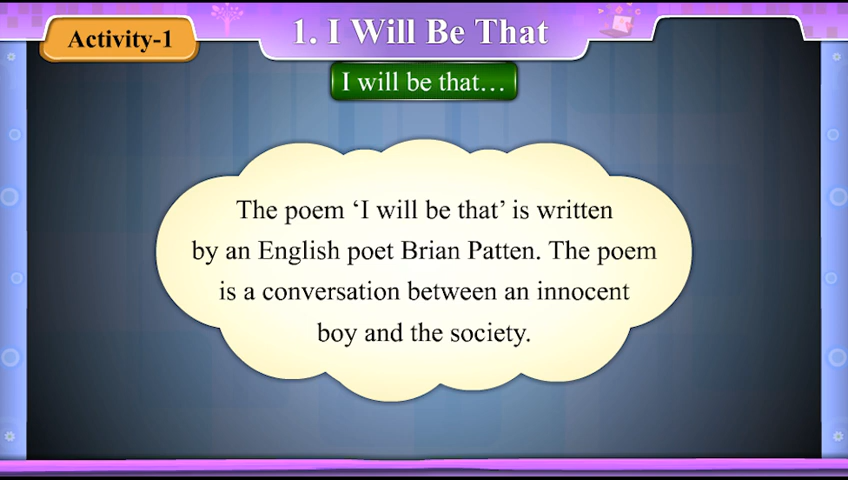 Activity-1
1. I Will Be That
I will be that...
The poem ‘I will be that’ is written
by an English poet Brian Patten. The poem
is a conversation between an innocent
boy and the society.